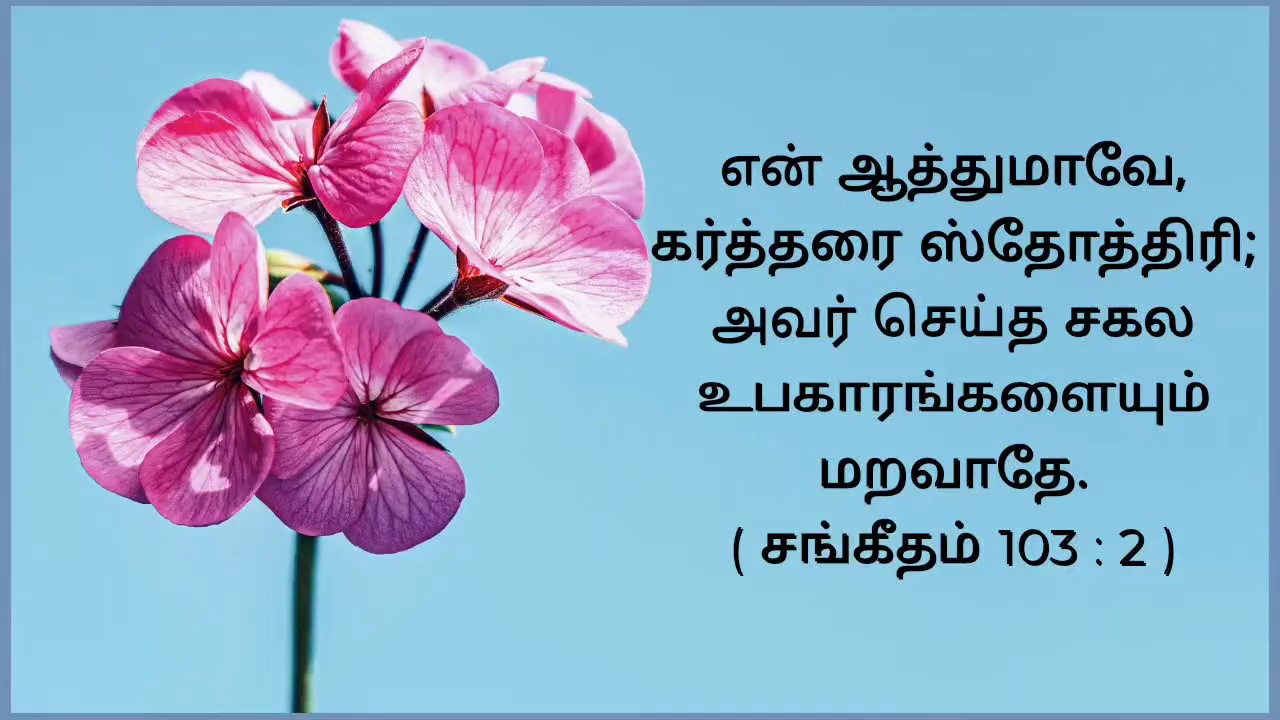 என் ஆத்துமாவே,
கர்த்தரை ஸ்தோத்திரி;
அவர் செய்த சகல
உபகாரங்களையும்
மறவாதே.
( சங்கீதம் 103 : 2 )